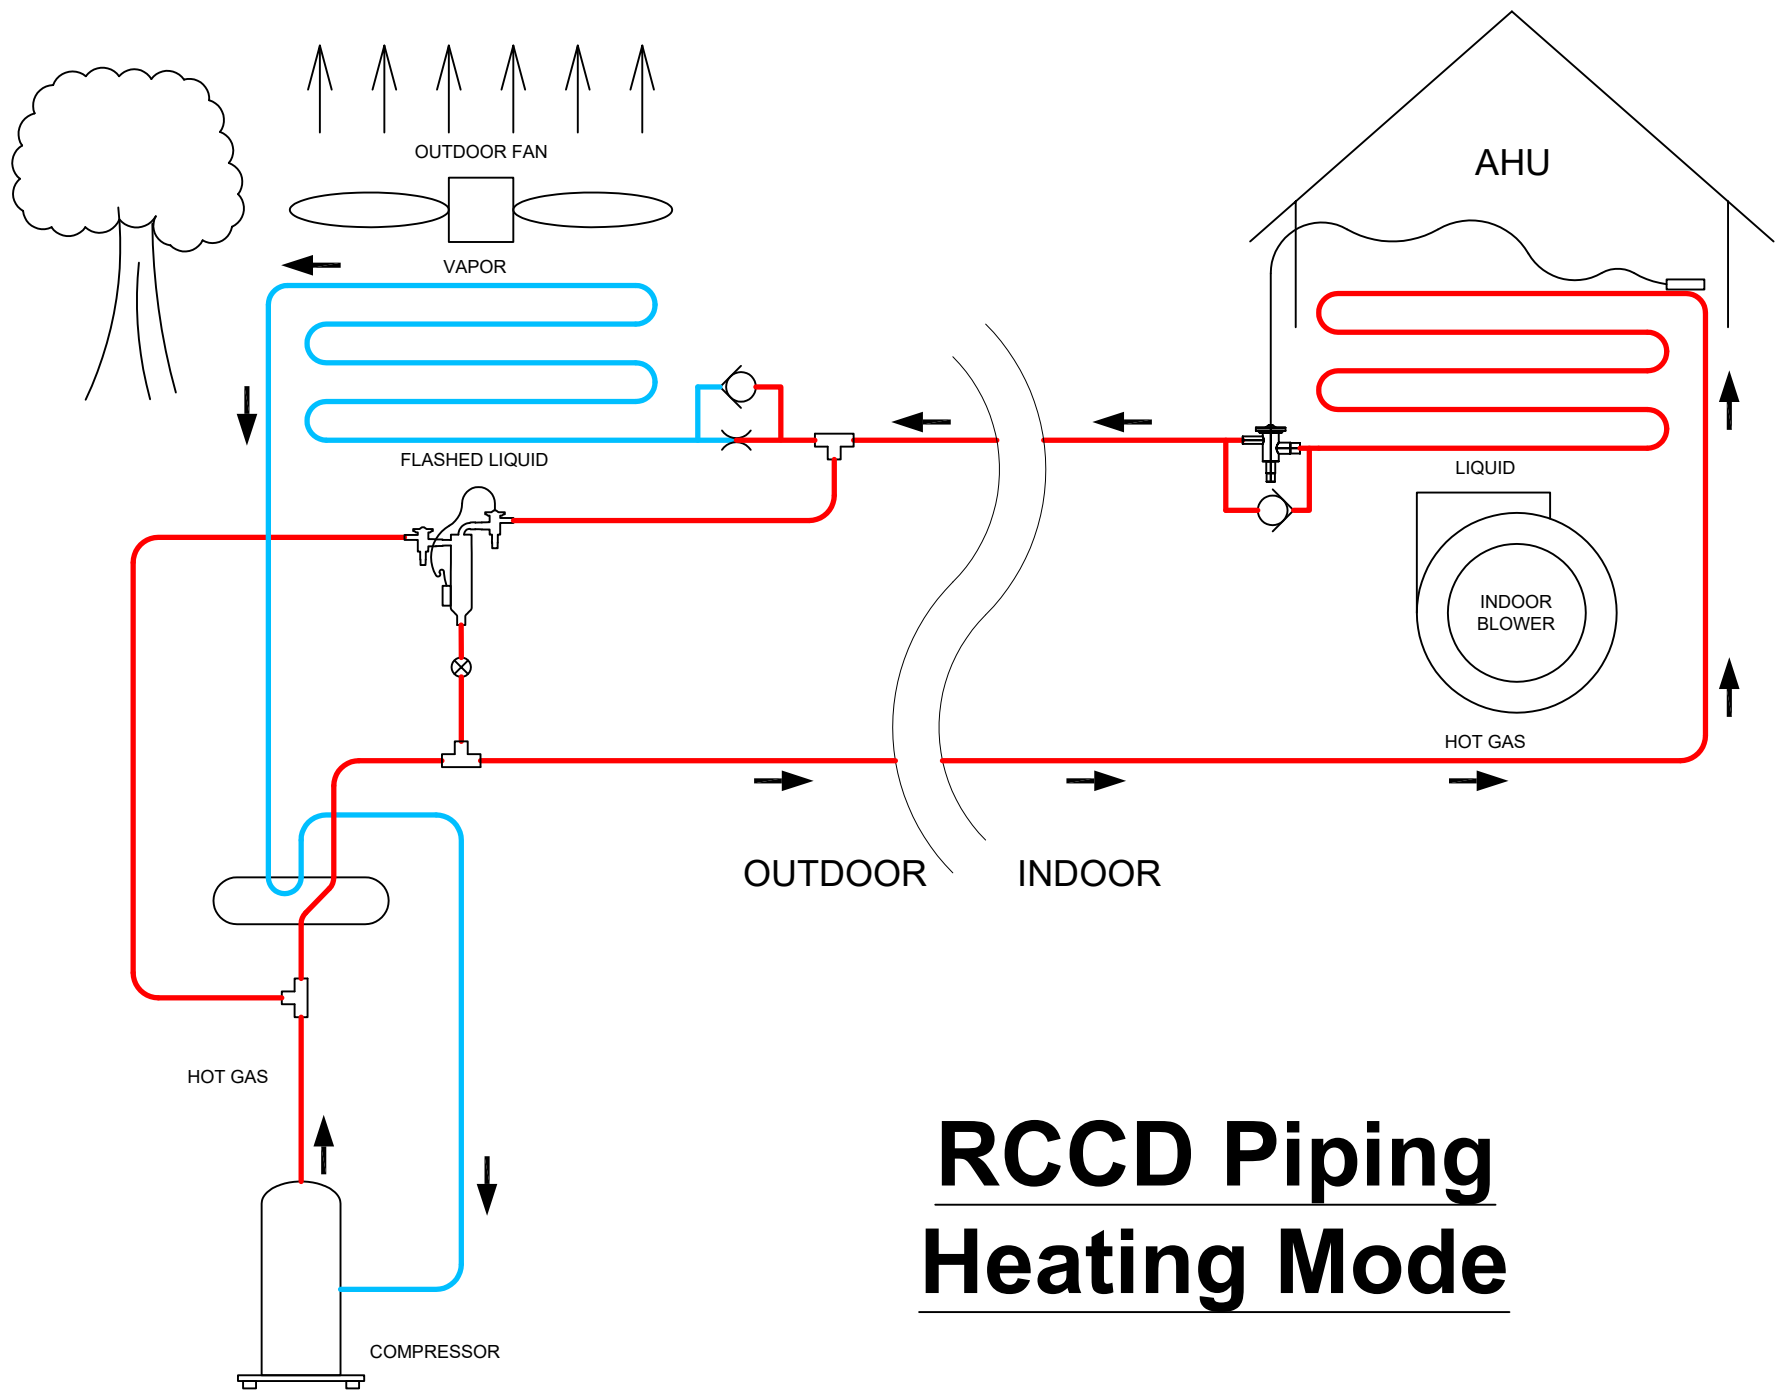 OUTDOOR FAN
AHU
VAPOR
FLASHED LIQUID
LIQUID
INDOOR
BLOWER
HOT GAS
OUTDOOR
INDOOR
HOT GAS
RCCD Piping
Heating Mode
COMPRESSOR